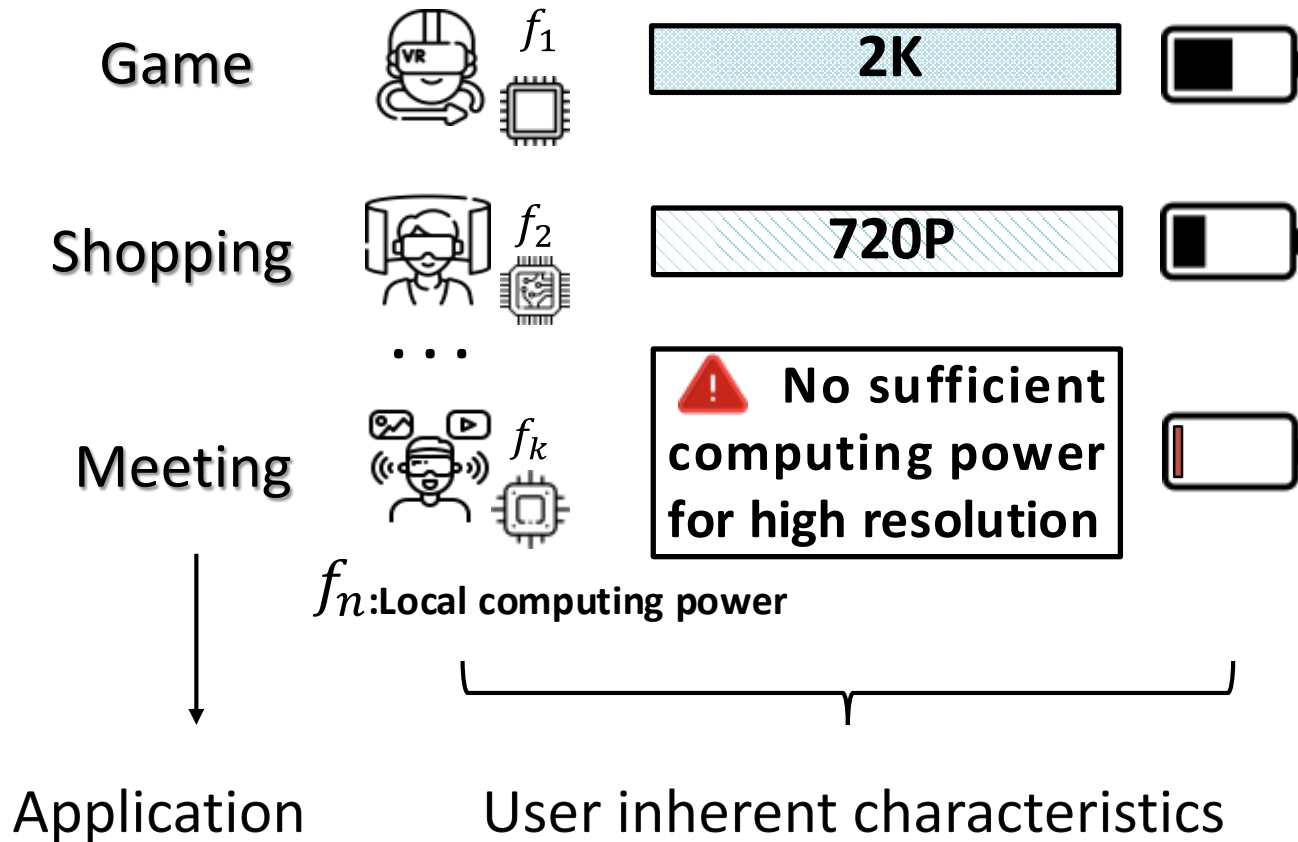 Game
VR
f₁
2K
Shopping
f₂
720P
...
Meeting
fₖ
No sufficient
computing power
for high resolution
fₙ:Local computing power
Application
User inherent characteristics